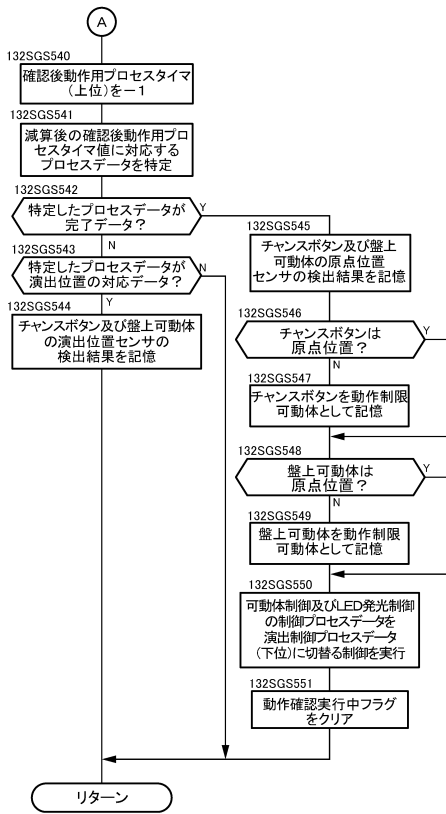 A
132SGS540
確認後動作用プロセスタイマ
(上位)を－1
132SGS541
減算後の確認後動作用プロ
セスタイマ値に対応する
プロセスデータを特定
132SGS542
特定したプロセスデータが
完了データ？
Y
N
132SGS543
特定したプロセスデータが
演出位置の対応データ？
N
Y
132SGS544
チャンスボタン及び盤上可動体
の演出位置センサの
検出結果を記憶
132SGS545
チャンスボタン及び盤上
可動体の原点位置
センサの検出結果を記憶
132SGS546
チャンスボタンは
原点位置？
Y
N
132SGS547
チャンスボタンを動作制限
可動体として記憶
132SGS548
盤上可動体は
原点位置？
Y
N
132SGS549
盤上可動体を動作制限
可動体として記憶
132SGS550
可動体制御及びLED発光制御
の制御プロセスデータを
演出制御プロセスデータ
(下位)に切替る制御を実行
132SGS551
動作確認実行中フラグ
をクリア
リターン